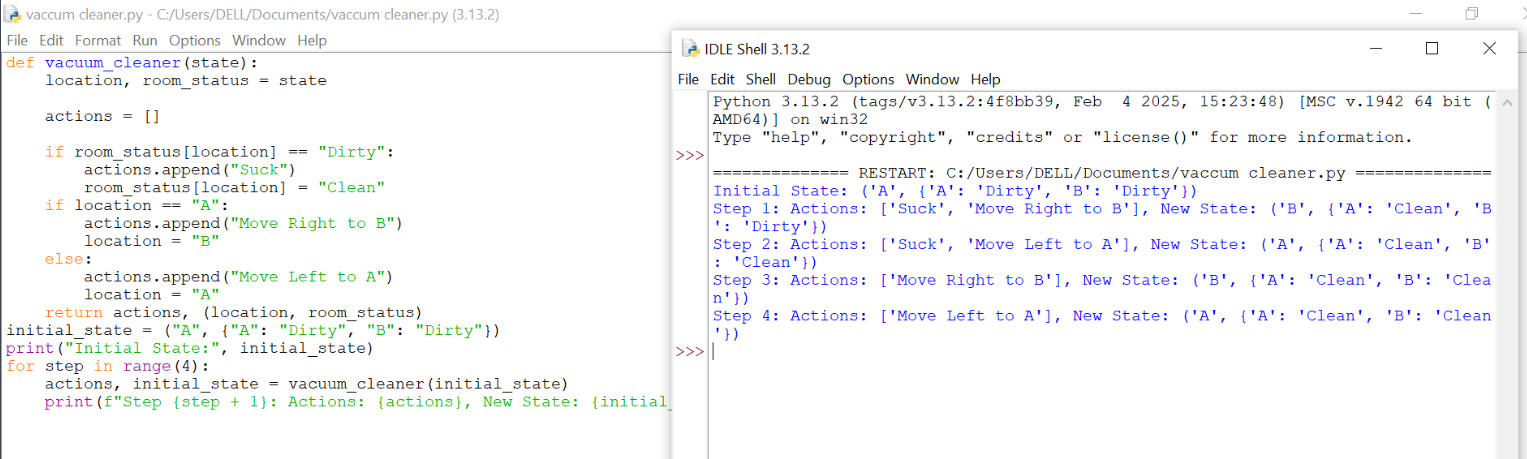 vaccum cleaner.py - C:/Users/DELL/Documents/vaccum cleaner.py (3.13.2)
File Edit Format Run Options Window Help
def vacuum_cleaner(state):
    location, room_status = state
    actions = []
    if room_status[location] == "Dirty":
        actions.append("Suck")
        room_status[location] = "Clean"
    if location == "A":
        actions.append("Move Right to B")
        location = "B"
    else:
        actions.append("Move Left to A")
        location = "A"
    return actions, (location, room_status)
initial_state = ("A", {"A": "Dirty", "B": "Dirty"})
print("Initial State:", initial_state)
for step in range(4):
    actions, initial_state = vacuum_cleaner(initial_state)
    print(f"Step {step + 1}: Actions: {actions}, New State: {initial_
IDLE Shell 3.13.2
File Edit Shell Debug Options Window Help
Python 3.13.2 (tags/v3.13.2:4f8bb39, Feb  4 2025, 15:23:48) [MSC v.1942 64 bit (
AMD64)] on win32
Type "help", "copyright", "credits" or "license()" for more information.
>>>
============== RESTART: C:/Users/DELL/Documents/vaccum cleaner.py ==============
Initial State: ('A', {'A': 'Dirty', 'B': 'Dirty'})
Step 1: Actions: ['Suck', 'Move Right to B'], New State: ('B', {'A': 'Clean', 'B
': 'Dirty'})
Step 2: Actions: ['Suck', 'Move Left to A'], New State: ('A', {'A': 'Clean', 'B'
: 'Clean'})
Step 3: Actions: ['Move Right to B'], New State: ('B', {'A': 'Clean', 'B': 'Clea
n'})
Step 4: Actions: ['Move Left to A'], New State: ('A', {'A': 'Clean', 'B': 'Clean
'})
>>>